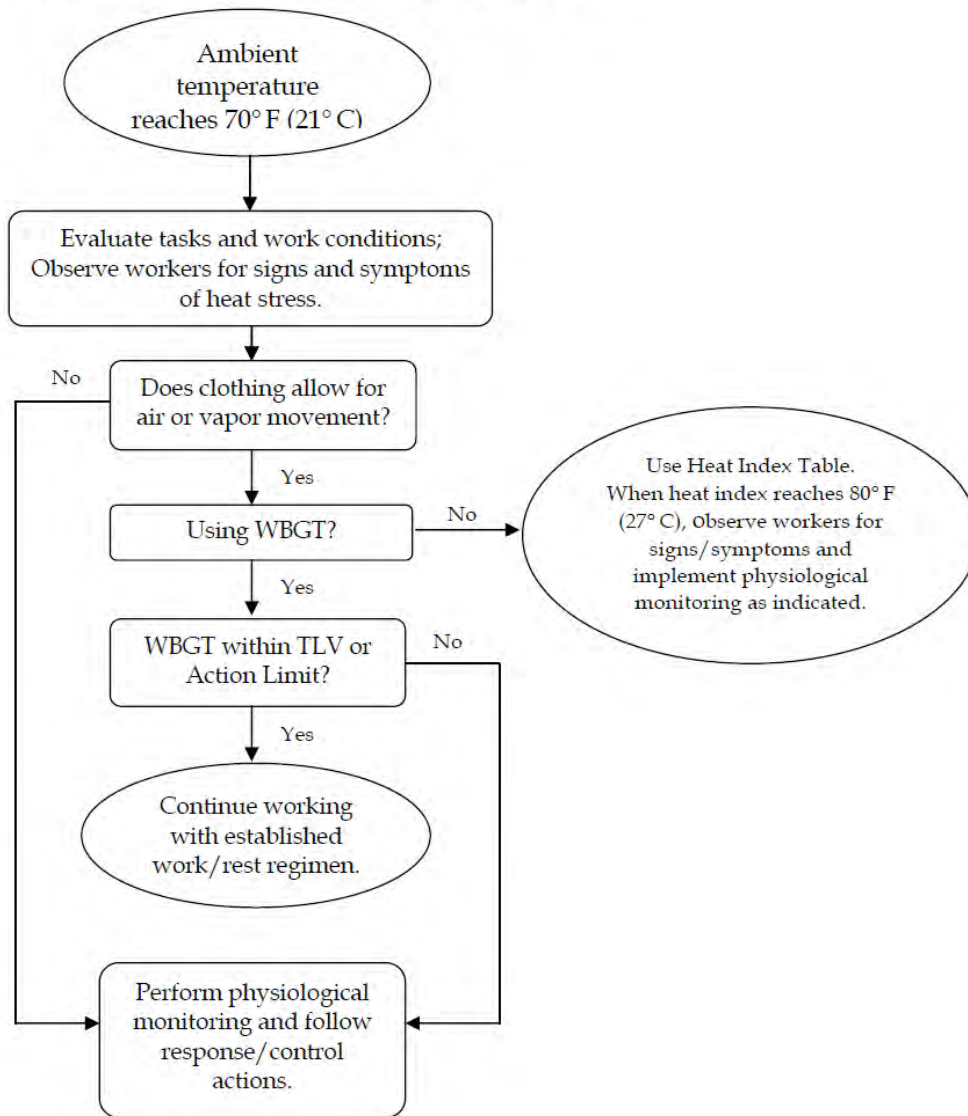 Ambient
temperature
reaches 70° F (21° C)
Evaluate tasks and work conditions;
Observe workers for signs and symptoms
of heat stress.
No
Does clothing allow for
air or vapor movement?
Yes
Using WBGT?
No
Use Heat Index Table.
When heat index reaches 80° F
(27° C), observe workers for
signs/symptoms and
implement physiological
monitoring as indicated.
Yes
WBGT within TLV or
Action Limit?
No
Yes
Continue working
with established
work/rest regimen.
Perform physiological
monitoring and follow
response/control
actions.